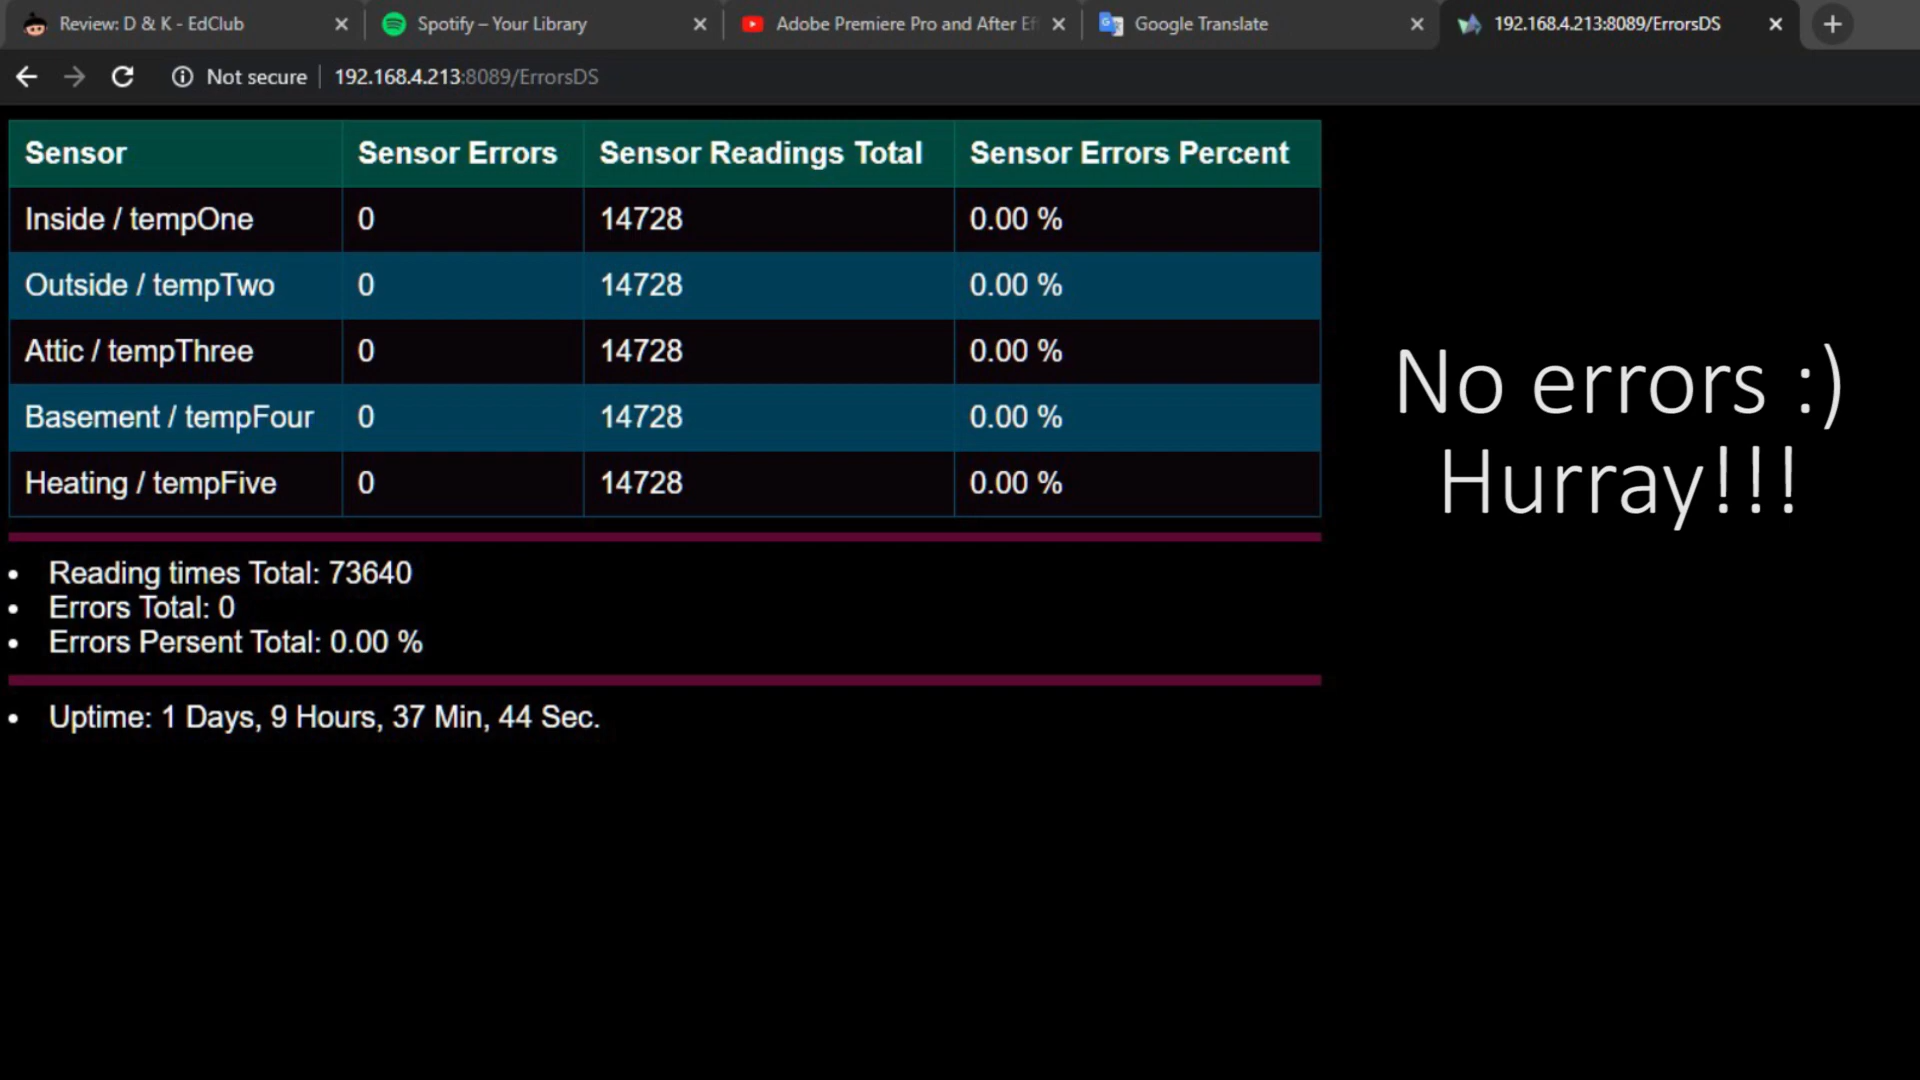 Review: D & K - EdClub
Spotify – Your Library
Adobe Premiere Pro and After Ef
Google Translate
192.168.4.213:8089/ErrorsDS
Not secure
192.168.4.213:8089/ErrorsDS
Sensor Sensor Errors Sensor Readings Total Sensor Errors Percent
Inside / tempOne 0 14728 0.00 %
Outside / tempTwo 0 14728 0.00 %
Attic / tempThree 0 14728 0.00 %
Basement / tempFour 0 14728 0.00 %
Heating / tempFive 0 14728 0.00 %
No errors :)
Hurray!!!
• Reading times Total: 73640
• Errors Total: 0
• Errors Persent Total: 0.00 %
• Uptime: 1 Days, 9 Hours, 37 Min, 44 Sec.